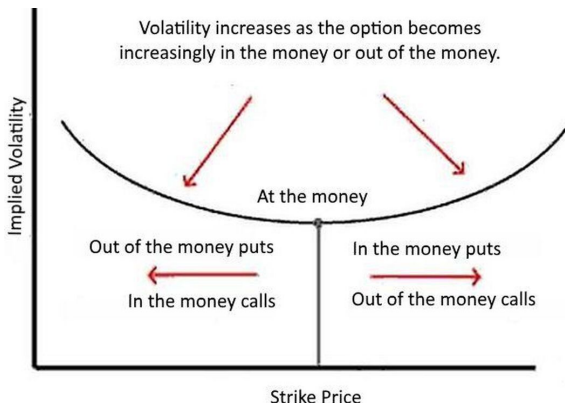 Volatility increases as the option becomes
increasingly in the money or out of the money.
Implied Volatility
At the money
Out of the money puts
In the money calls
In the money puts
Out of the money calls
Strike Price